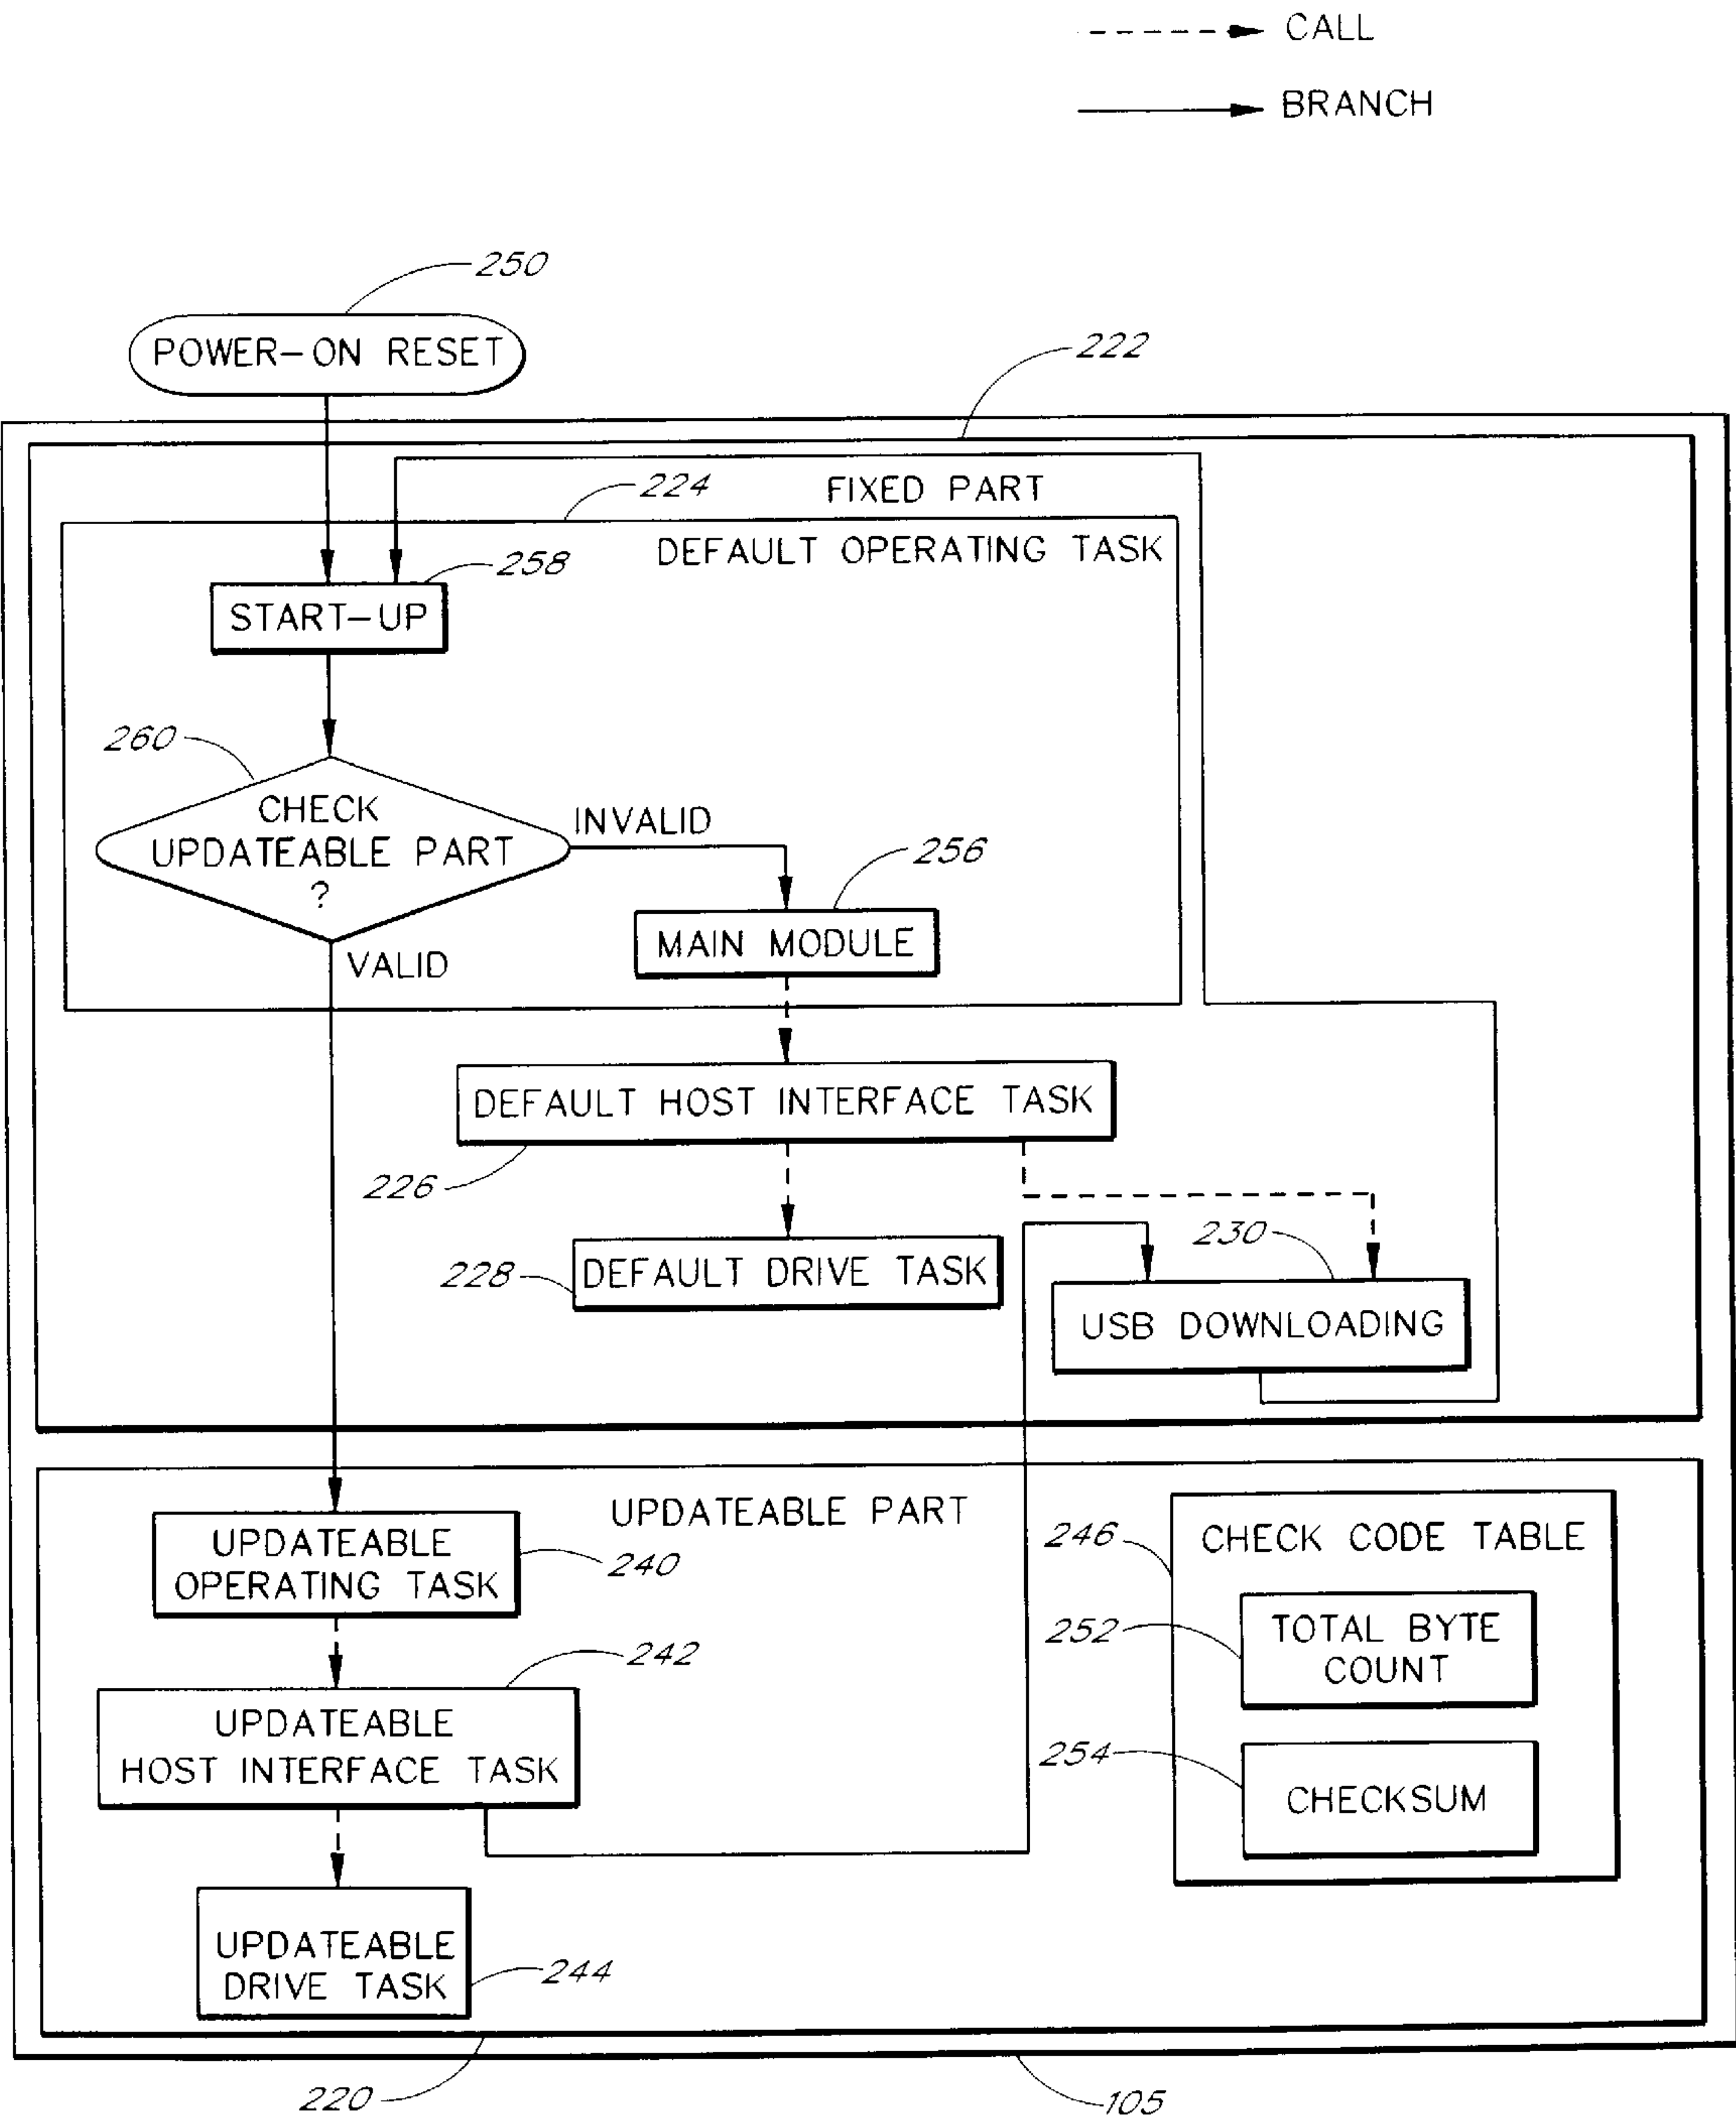 CALL
BRANCH
250
POWER-ON RESET
222
224
FIXED PART
DEFAULT OPERATING TASK
258
START-UP
260
CHECK
UPDATEABLE PART
?
INVALID
256
MAIN MODULE
VALID
DEFAULT HOST INTERFACE TASK
226
230
228
DEFAULT DRIVE TASK
USB DOWNLOADING
UPDATEABLE PART
UPDATEABLE
OPERATING TASK
240
246
CHECK CODE TABLE
252
TOTAL BYTE
COUNT
242
UPDATEABLE
HOST INTERFACE TASK
254
CHECKSUM
UPDATEABLE
DRIVE TASK
244
220
105